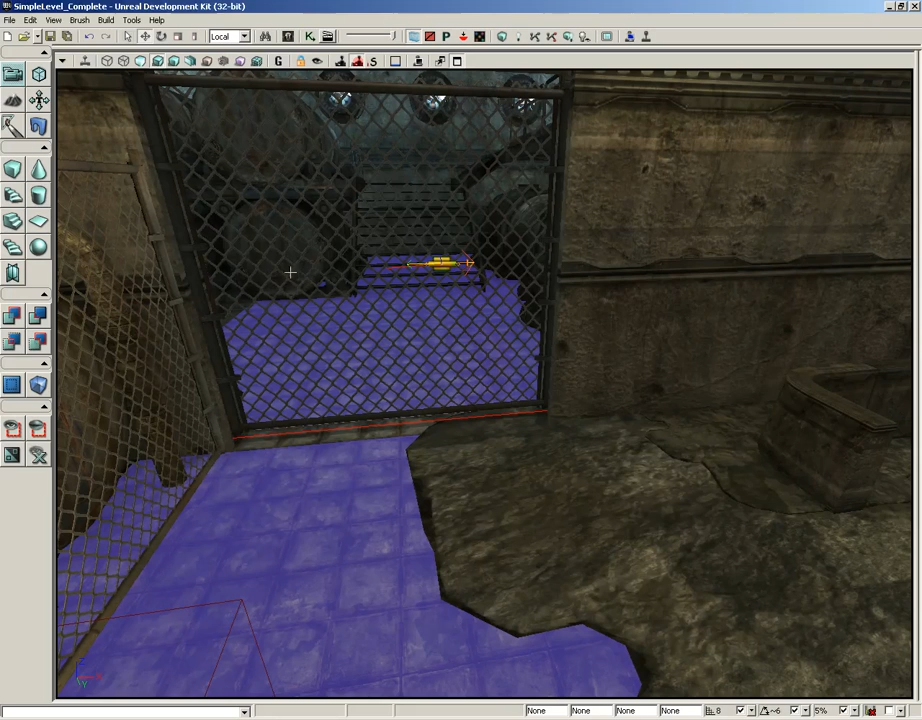 SimpleLevel_Complete - Unreal Development Kit (32-bit)
File Edit View Brush Build Tools Help
Local P
G K S
None None None None 8 ~6 5%